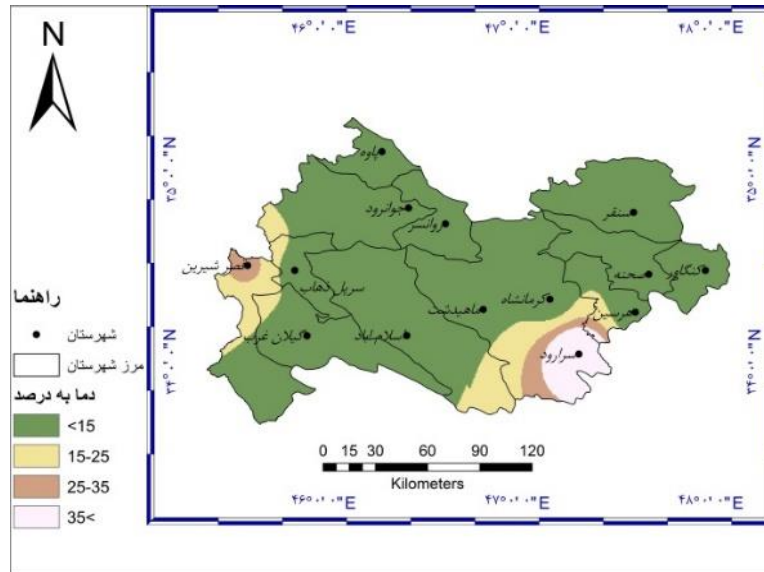 N
۴۶°۰'۰"E
۴۷°۰'۰"E
۴۸°۰'۰"E
۳۵°۰'۰"N
۳۵°۰'۰"N
پاوه
جوانرود
روانسر
سنقر
قصر شیرین
سرپل ذهاب
صحنه
کنگاور
کرمانشاه
ماهیدشت
هرسین
گیلان غرب
اسلام‌آباد
سرارود
۳۴°۰'۰"N
۳۴°۰'۰"N
راهنما
شهرستان
مرز شهرستان
دما به درصد
<15
15-25
25-35
35<
0 15 30 60 90 120
Kilometers
۴۶°۰'۰"E
۴۷°۰'۰"E
۴۸°۰'۰"E